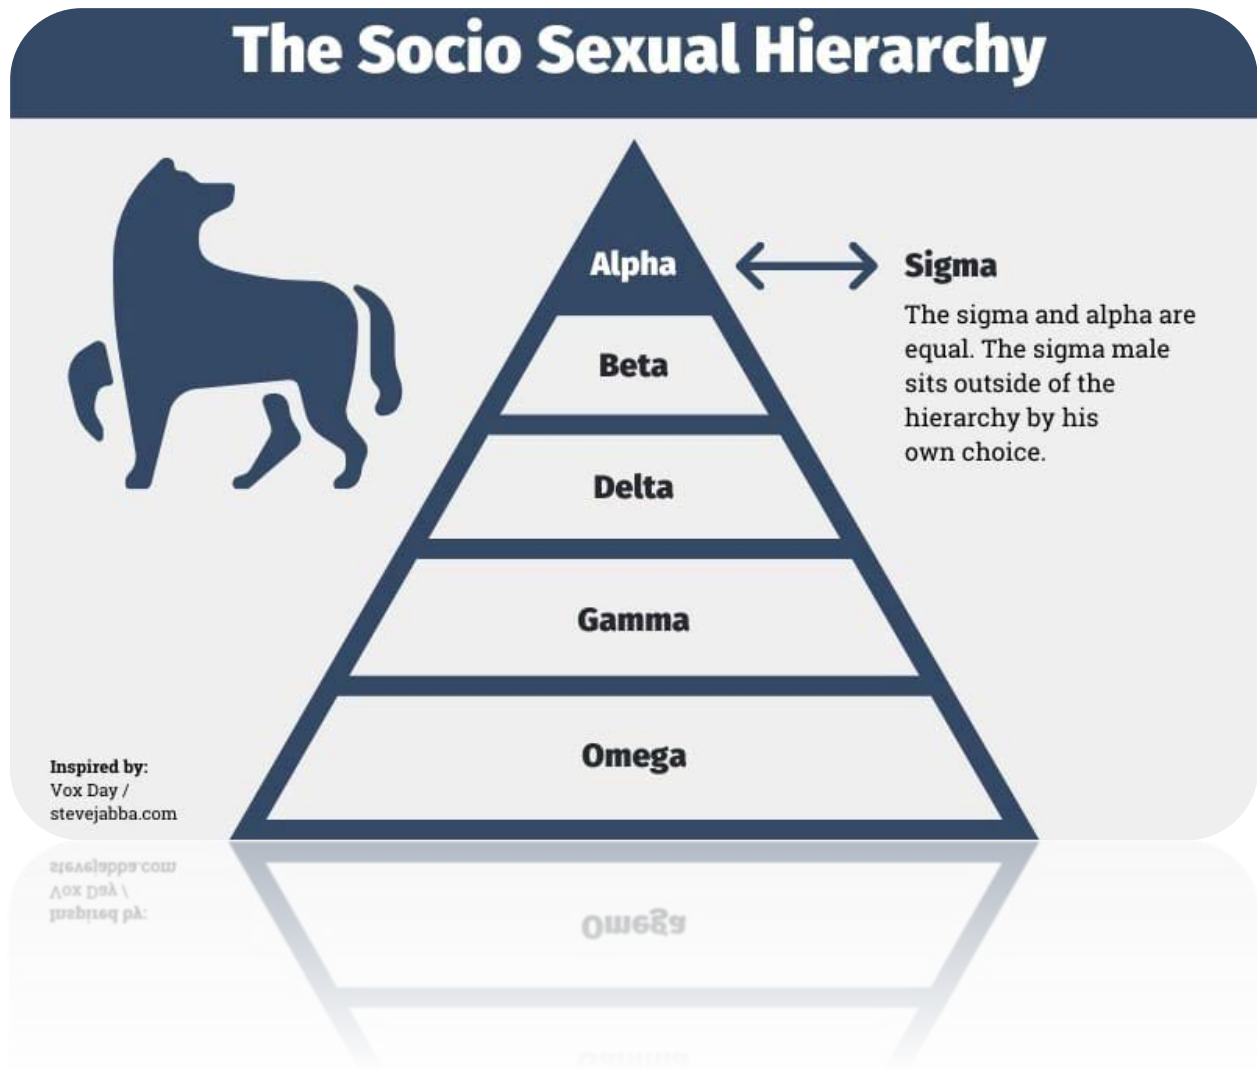 The Socio Sexual Hierarchy
Alpha
Sigma
The sigma and alpha are
equal. The sigma male
sits outside of the
hierarchy by his
own choice.
Beta
Delta
Gamma
Omega
Inspired by:
Vox Day /
stevejabba.com